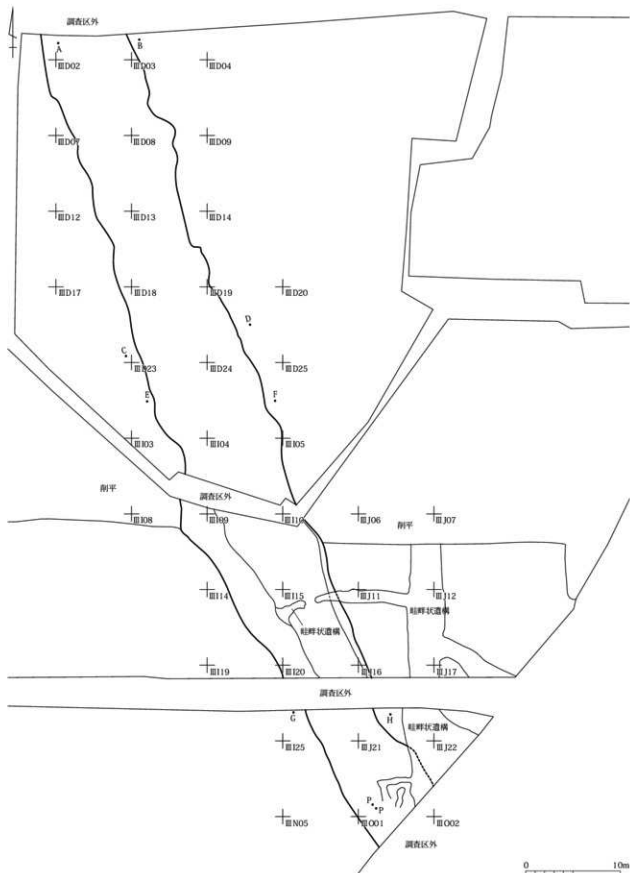 調査区外
A
B
ⅢD02
ⅢD03
ⅢD04
ⅢD07
ⅢD08
ⅢD09
ⅢD12
ⅢD13
ⅢD14
ⅢD17
ⅢD18
ⅢD19
ⅢD20
D
C
ⅢD23
ⅢD24
ⅢD25
E
F
ⅢI03
ⅢI04
ⅢI05
削平
調査区外
ⅢI08
ⅢI09
ⅢI10
ⅢJ06
ⅢJ07
削平
ⅢI14
ⅢI15
ⅢJ11
ⅢJ12
畦畔状遺構
畦畔状遺構
ⅢI19
ⅢI20
ⅢJ16
ⅢJ17
調査区外
G
H
畦畔状遺構
ⅢI25
ⅢJ21
ⅢJ22
P
P
ⅢN05
ⅢO01
ⅢO02
調査区外
0 10m